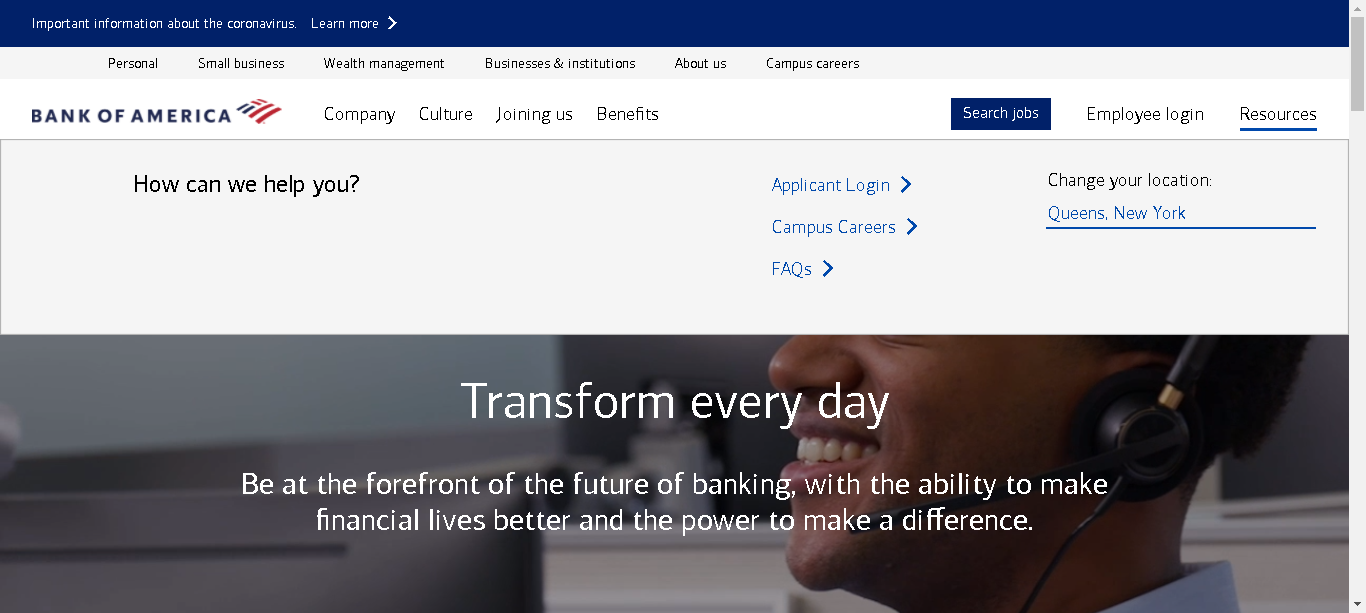 Important information about the coronavirus. Learn more
Personal Small business Wealth management Businesses & institutions About us Campus careers
BANK OF AMERICA Company Culture Joining us Benefits Search jobs Employee login Resources
How can we help you?
Applicant Login
Campus Careers
FAQs
Change your location:
Queens, New York
Transform every day
Be at the forefront of the future of banking, with the ability to make
financial lives better and the power to make a difference.